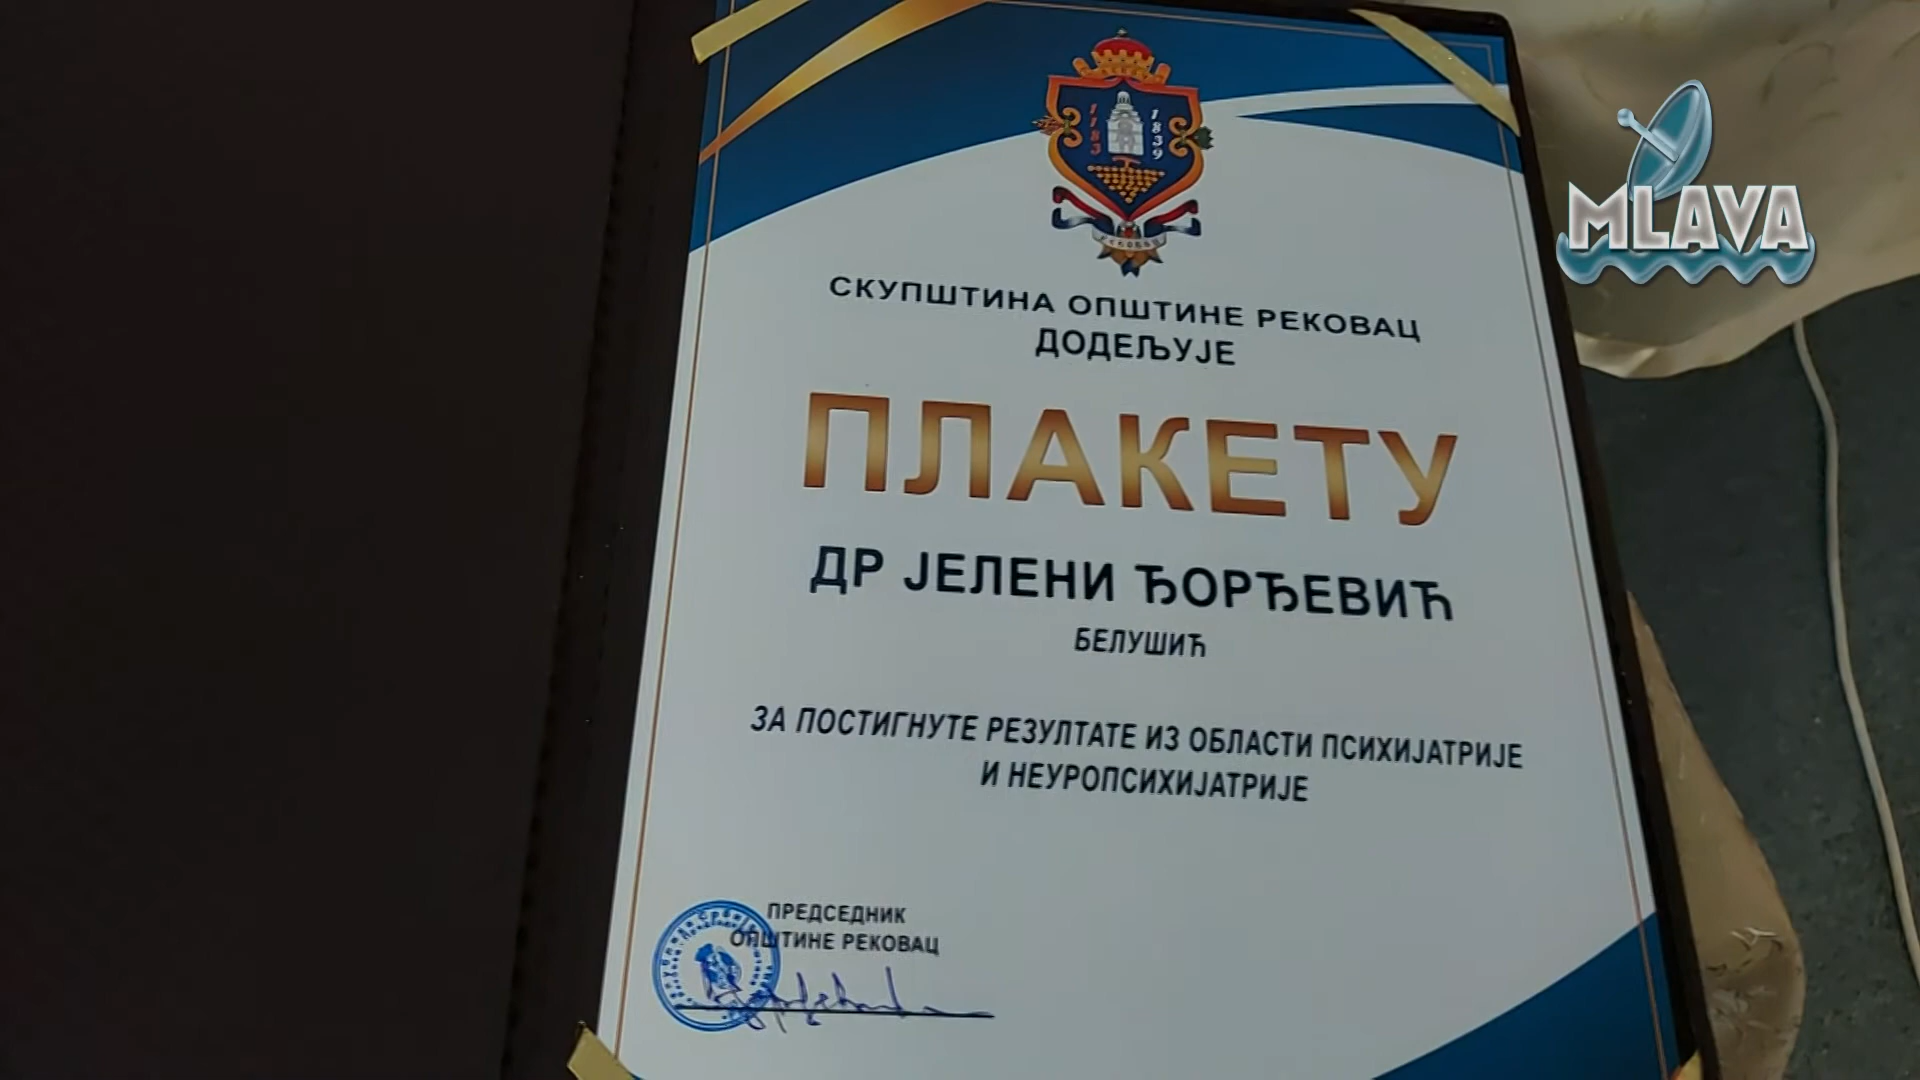 1183
1839
СКУПШТИНА ОПШТИНЕ РЕКОВАЦ
ДОДЕЉУЈЕ
ПЛАКЕТУ
ДР ЈЕЛЕНИ ЂОРЂЕВИЋ
БЕЛУШИЋ
ЗА ПОСТИГНУТЕ РЕЗУЛТАТЕ ИЗ ОБЛАСТИ ПСИХИЈАТРИЈЕ
И НЕУРОПСИХИЈАТРИЈЕ
ПРЕДСЕДНИК
ОПШТИНЕ РЕКОВАЦ
MLAVA